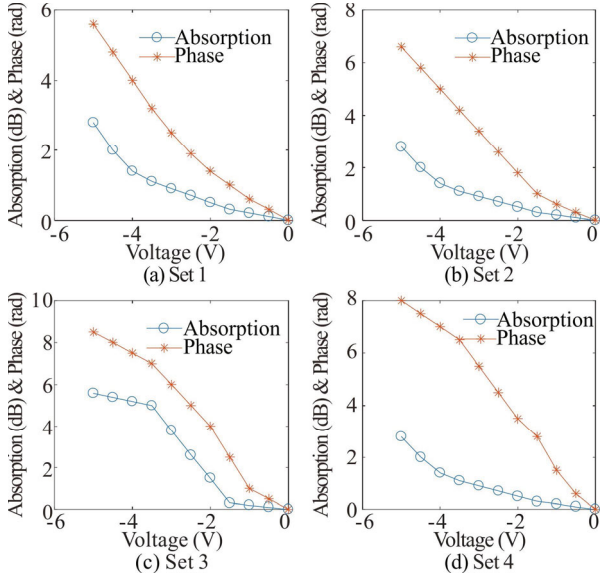 Absorption (dB) & Phase (rad)
6
4
2
0
Absorption
Phase
-6 -4 -2 0
Voltage (V)
(a) Set 1
Absorption (dB) & Phase (rad)
8
6
4
2
0
Absorption
Phase
-6 -4 -2 0
Voltage (V)
(b) Set 2
Absorption (dB) & Phase (rad)
10
8
6
4
2
0
Absorption
Phase
-6 -4 -2 0
Voltage (V)
(c) Set 3
Absorption (dB) & Phase (rad)
8
6
4
2
0
Absorption
Phase
-6 -4 -2 0
Voltage (V)
(d) Set 4